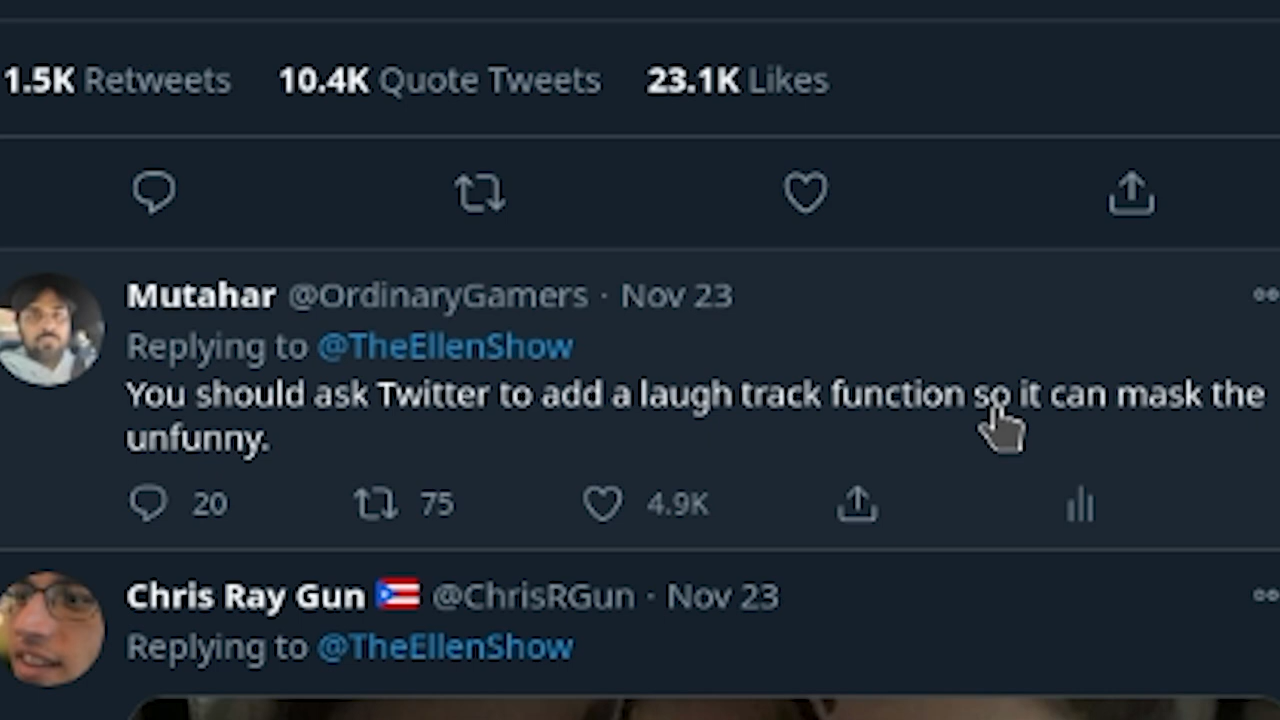 1.5K Retweets 10.4K Quote Tweets 23.1K Likes
Mutahar @OrdinaryGamers · Nov 23
Replying to @TheEllenShow
You should ask Twitter to add a laugh track function so it can mask the
unfunny.
20 75 4.9K
Chris Ray Gun 🇵🇷 @ChrisRGun · Nov 23
Replying to @TheEllenShow